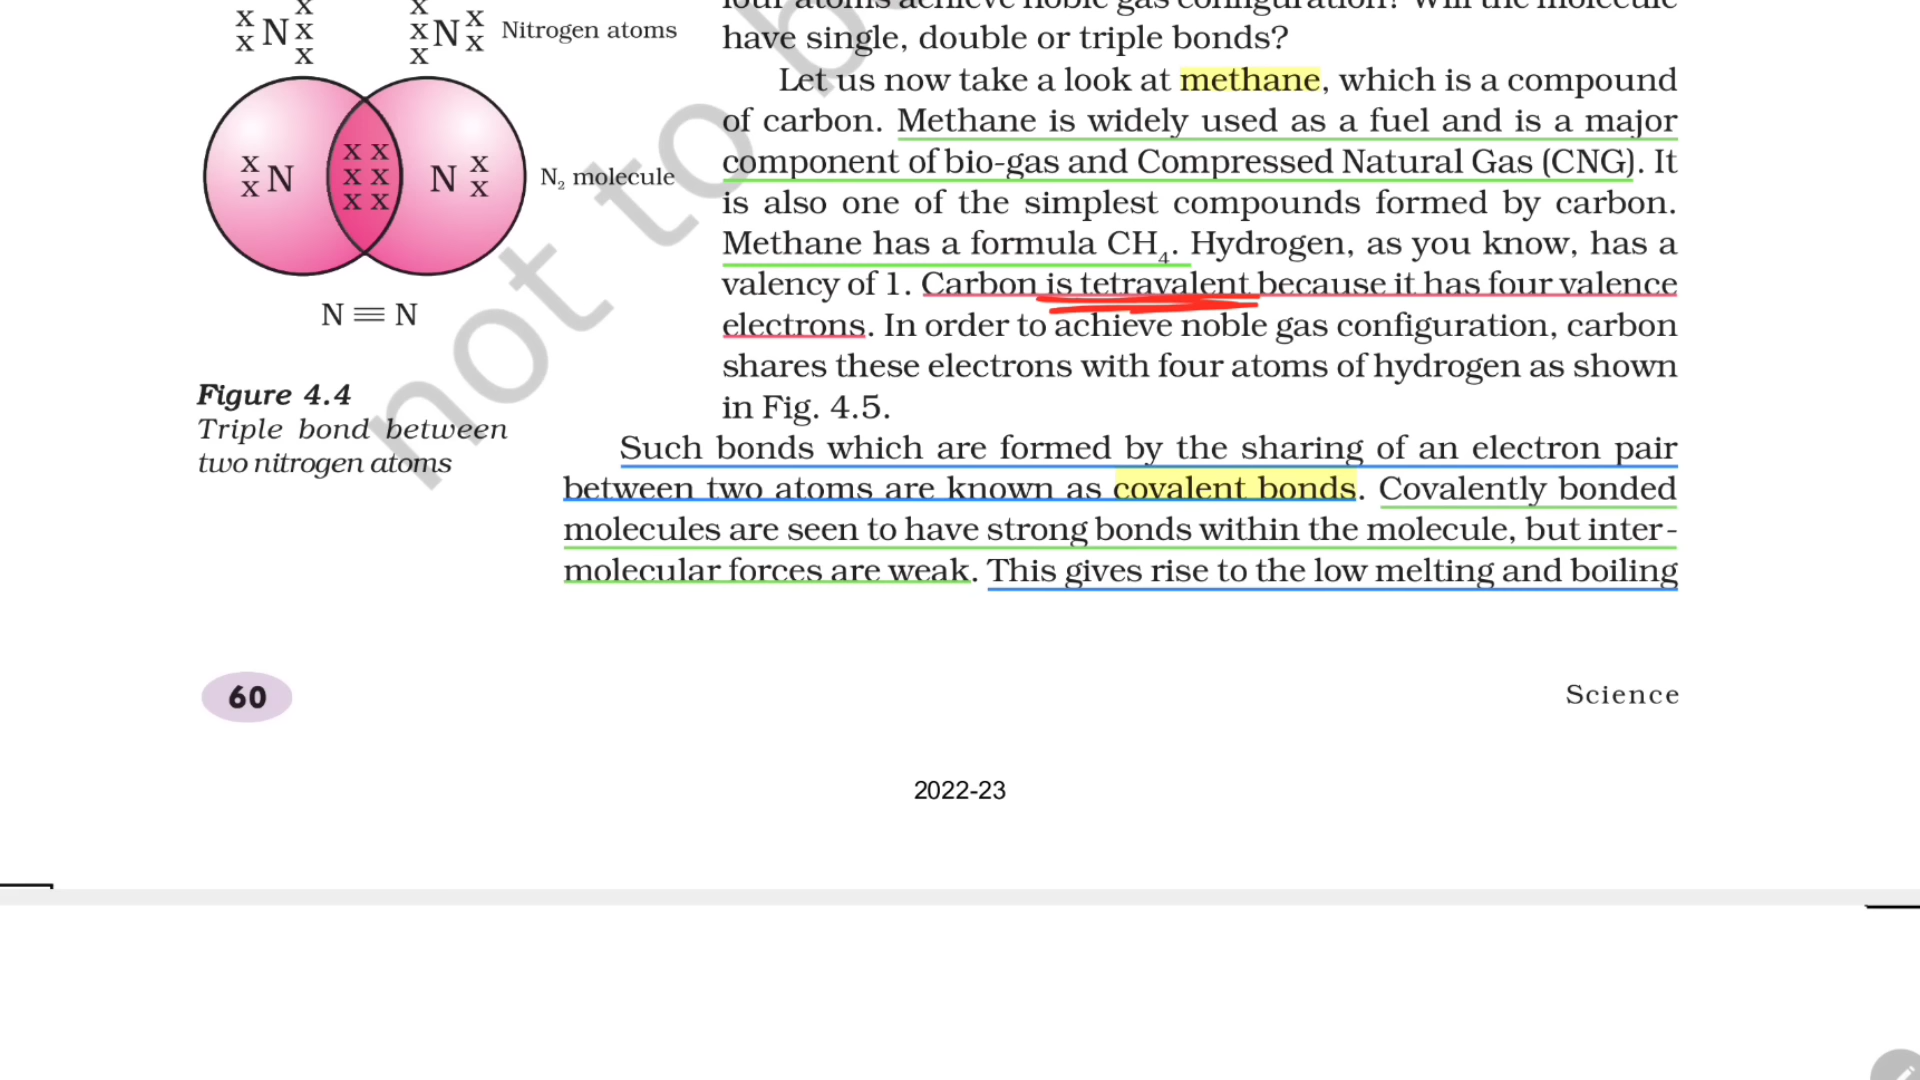 x
x N x
x x
x
x
x N x
x x
x
Nitrogen atoms
x
x N
x x
x x
x x
N x
x
N₂ molecule
N ≡ N
Figure 4.4
Triple bond between
two nitrogen atoms
four atoms achieve noble gas configuration? Will the molecule
have single, double or triple bonds?
Let us now take a look at methane, which is a compound
of carbon. Methane is widely used as a fuel and is a major
component of bio-gas and Compressed Natural Gas (CNG). It
is also one of the simplest compounds formed by carbon.
Methane has a formula CH₄. Hydrogen, as you know, has a
valency of 1. Carbon is tetravalent because it has four valence
electrons. In order to achieve noble gas configuration, carbon
shares these electrons with four atoms of hydrogen as shown
in Fig. 4.5.
Such bonds which are formed by the sharing of an electron pair
between two atoms are known as covalent bonds. Covalently bonded
molecules are seen to have strong bonds within the molecule, but inter-
molecular forces are weak. This gives rise to the low melting and boiling
not to b
60
Science
2022-23